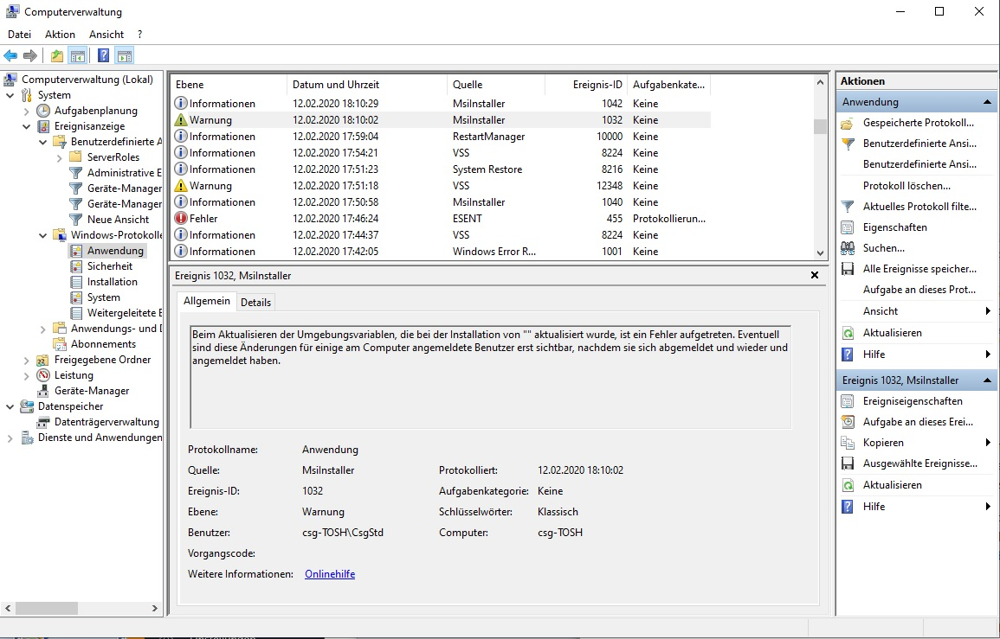 Computerverwaltung
Datei Aktion Ansicht ?
Computerverwaltung (Lokal)
System
Aufgabenplanung
Ereignisanzeige
Benutzerdefinierte A
ServerRoles
Administrative E
Geräte-Manager
Geräte-Manager
Neue Ansicht
Windows-Protokolle
Anwendung
Sicherheit
Installation
System
Weitergeleitete E
Anwendungs- und D
Abonnements
Freigegebene Ordner
Leistung
Geräte-Manager
Datenspeicher
Datenträgerverwaltung
Dienste und Anwendungen
Ebene Datum und Uhrzeit Quelle Ereignis-ID Aufgabenkate...
Informationen 12.02.2020 18:10:29 MsiInstaller 1042 Keine
Warnung 12.02.2020 18:10:02 MsiInstaller 1032 Keine
Informationen 12.02.2020 17:59:04 RestartManager 10000 Keine
Informationen 12.02.2020 17:54:21 VSS 8224 Keine
Informationen 12.02.2020 17:51:23 System Restore 8216 Keine
Warnung 12.02.2020 17:51:18 VSS 12348 Keine
Informationen 12.02.2020 17:50:58 MsiInstaller 1040 Keine
Fehler 12.02.2020 17:46:24 ESENT 455 Protokollierun...
Informationen 12.02.2020 17:44:37 VSS 8224 Keine
Informationen 12.02.2020 17:42:05 Windows Error R... 1001 Keine
Ereignis 1032, MsiInstaller
Allgemein Details
Beim Aktualisieren der Umgebungsvariablen, die bei der Installation von "" aktualisiert wurde, ist ein Fehler aufgetreten. Eventuell
sind diese Änderungen für einige am Computer angemeldete Benutzer erst sichtbar, nachdem sie sich abgemeldet und wieder und
angemeldet haben.
Protokollname: Anwendung
Quelle: MsiInstaller Protokolliert: 12.02.2020 18:10:02
Ereignis-ID: 1032 Aufgabenkategorie: Keine
Ebene: Warnung Schlüsselwörter: Klassisch
Benutzer: csg-TOSH\CsgStd Computer: csg-TOSH
Vorgangscode:
Weitere Informationen: Onlinehilfe
Aktionen
Anwendung
Gespeicherte Protokoll...
Benutzerdefinierte Ansi...
Benutzerdefinierte Ansi...
Protokoll löschen...
Aktuelles Protokoll filte...
Eigenschaften
Suchen...
Alle Ereignisse speicher...
Aufgabe an dieses Prot...
Ansicht
Aktualisieren
Hilfe
Ereignis 1032, MsiInstaller
Ereigniseigenschaften
Aufgabe an dieses Erei...
Kopieren
Ausgewählte Ereignisse...
Aktualisieren
Hilfe